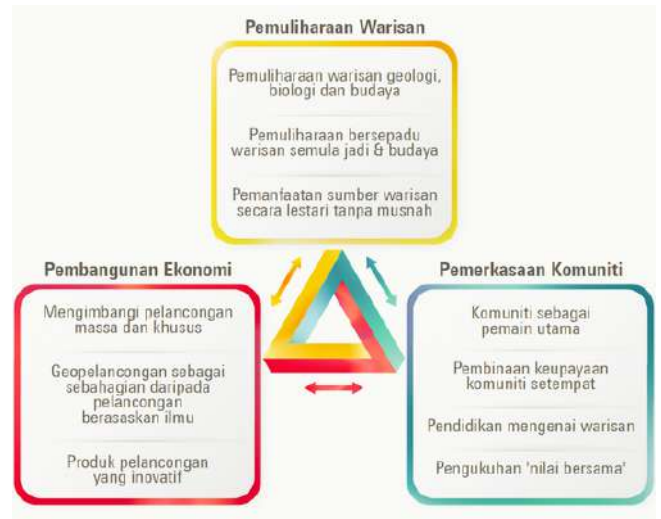 Pemuliharaan Warisan
Pemuliharaan warisan geologi,
biologi dan budaya
Pemuliharaan bersepadu
warisan semula jadi & budaya
Pemanfaatan sumber warisan
secara lestari tanpa musnah
Pembangunan Ekonomi
Mengimbangi pelancongan
massa dan khusus
Geopelancongan sebagai
sebahagian daripada
pelancongan
berasaskan ilmu
Produk pelancongan
yang inovatif
Pemerkasaan Komuniti
Komuniti sebagai
pemain utama
Pembinaan keupayaan
komuniti setempat
Pendidikan mengenai warisan
Pengukuhan 'nilai bersama'